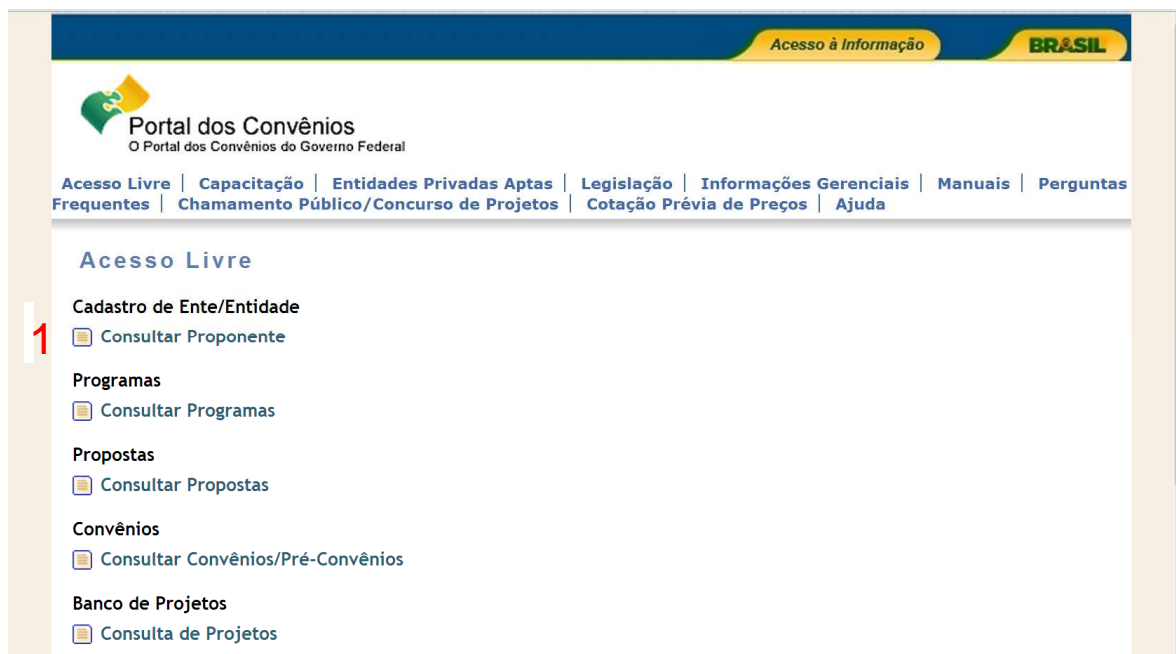 Acesso à Informação
BRASIL
Portal dos Convênios
O Portal dos Convênios do Governo Federal
Acesso Livre | Capacitação | Entidades Privadas Aptas | Legislação | Informações Gerenciais | Manuais | Perguntas
Frequentes | Chamamento Público/Concurso de Projetos | Cotação Prévia de Preços | Ajuda
Acesso Livre
Cadastro de Ente/Entidade
1 Consultar Proponente
Programas
Consultar Programas
Propostas
Consultar Propostas
Convênios
Consultar Convênios/Pré-Convênios
Banco de Projetos
Consulta de Projetos